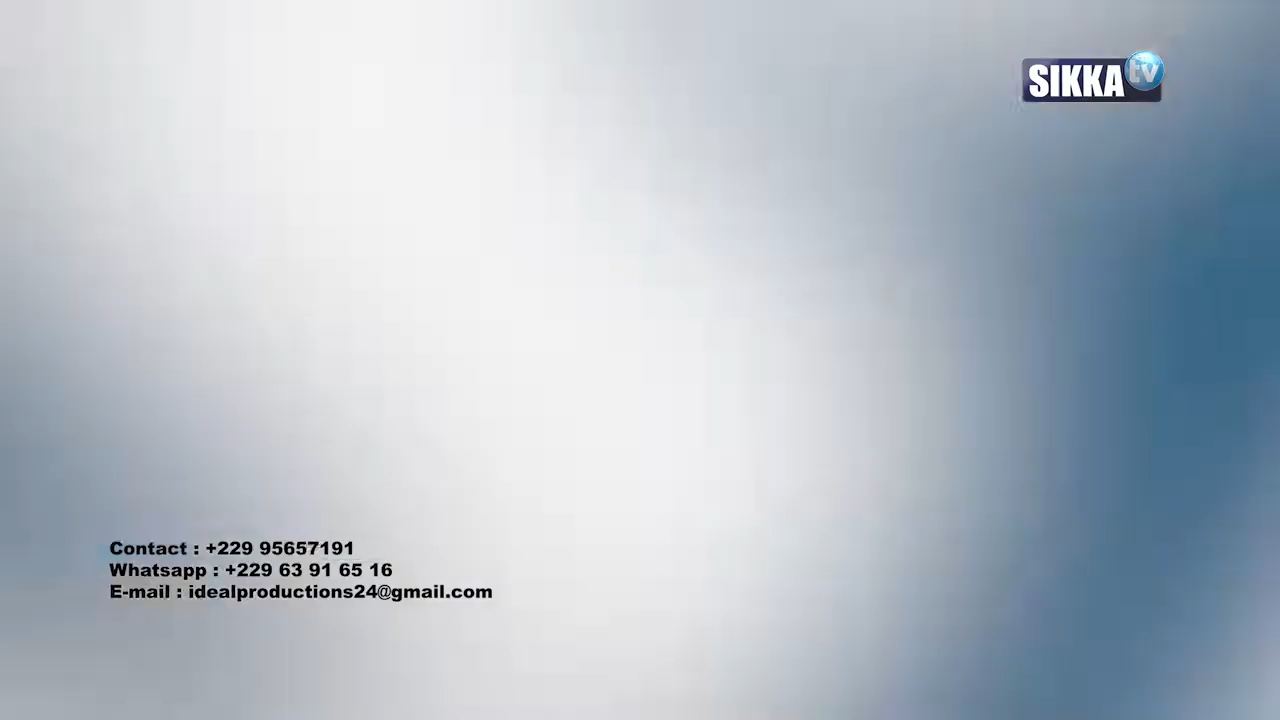 SIKKA tv
Contact : +229 95657191
Whatsapp : +229 63 91 65 16
E-mail : idealproductions24@gmail.com